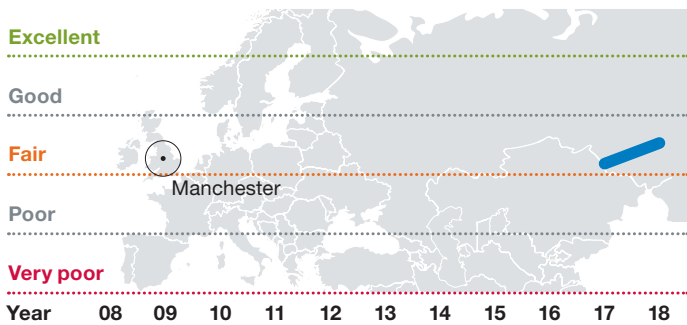 Excellent
Good
Fair
Manchester
Poor
Very poor
Year 08 09 10 11 12 13 14 15 16 17 18